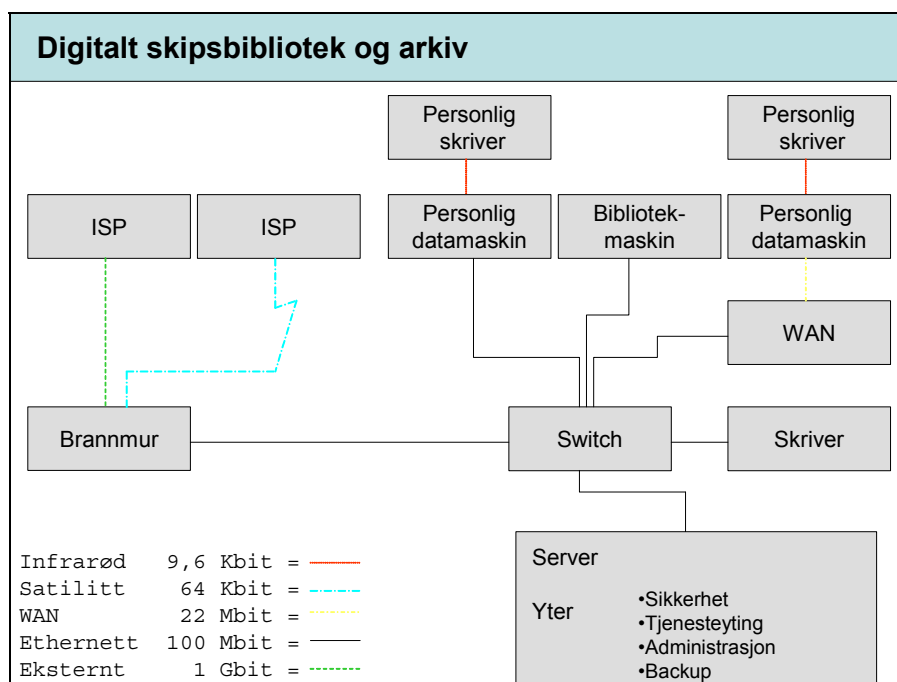 Digitalt skipsbibliotek og arkiv
Personlig
skriver
Personlig
skriver
ISP
ISP
Personlig
datamaskin
Bibliotek-
maskin
Personlig
datamaskin
WAN
Brannmur
Switch
Skriver
Infrarød 9,6 Kbit =
Satilitt 64 Kbit =
WAN 22 Mbit =
Ethernett 100 Mbit =
Eksternt 1 Gbit =
Server
Yter
•Sikkerhet
•Tjenesteyting
•Administrasjon
•Backup